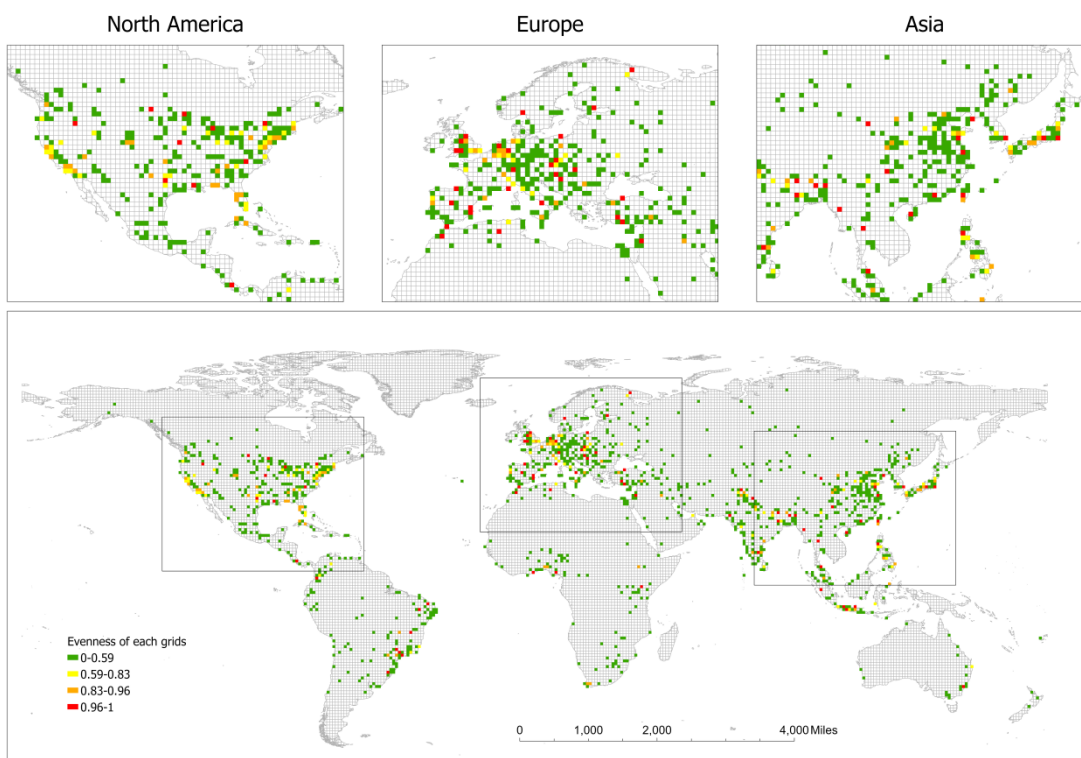 North America
Europe
Asia
Evenness of each grids
0-0.59
0.59-0.83
0.83-0.96
0.96-1
0 1,000 2,000 4,000 Miles